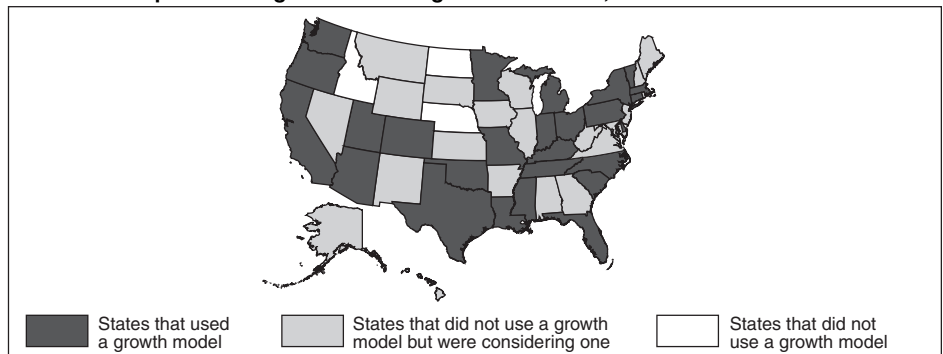 States that used
a growth model
States that did not use a growth
model but were considering one
States that did not
use a growth model